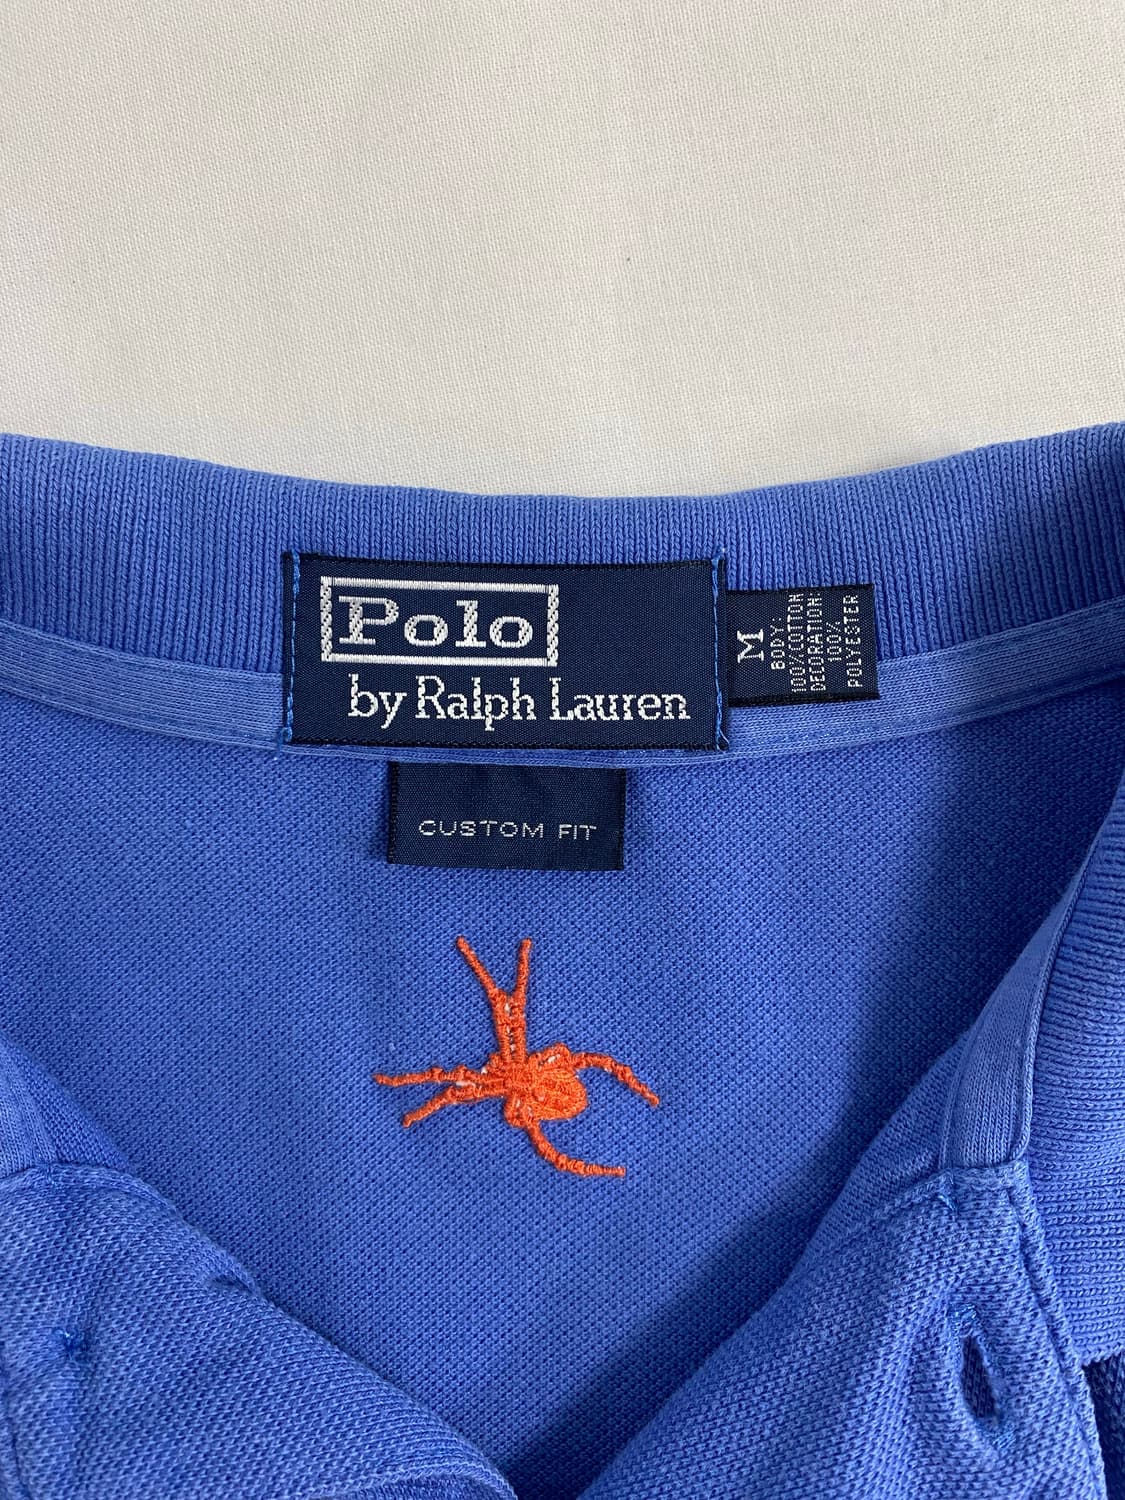 Polo
by Ralph Lauren
M
BODY:
100%COTTON
DECORATION:
100%
POLYESTER
CUSTOM FIT